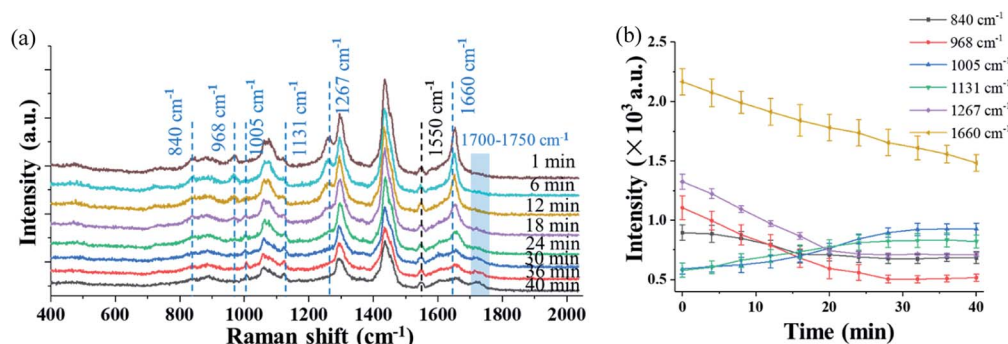 (a)
Intensity (a.u.)
840 cm⁻¹
968 cm⁻¹
1005 cm⁻¹
1131 cm⁻¹
1267 cm⁻¹
1550 cm⁻¹
1660 cm⁻¹
1700-1750 cm⁻¹
1 min
6 min
12 min
18 min
24 min
30 min
36 min
40 min
400 600 800 1000 1200 1400 1600 1800 2000
Raman shift (cm⁻¹)
(b)
840 cm⁻¹
968 cm⁻¹
1005 cm⁻¹
1131 cm⁻¹
1267 cm⁻¹
1660 cm⁻¹
Intensity (× 10³ a.u.)
2.5
2.0
1.5
1.0
0.5
0 10 20 30 40
Time (min)